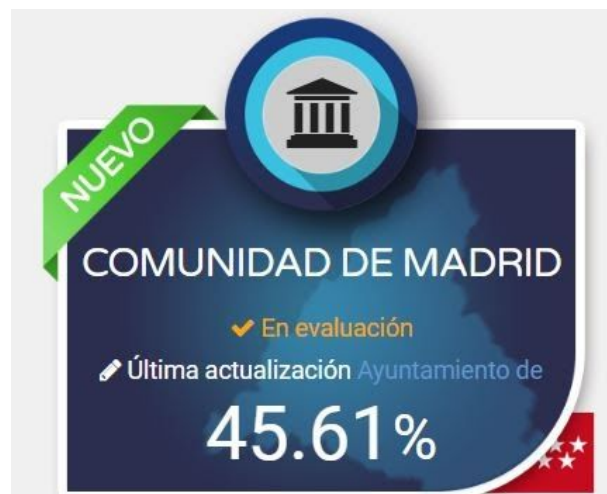 NUEVO
COMUNIDAD DE MADRID
En evaluación
Última actualización Ayuntamiento de
45.61%